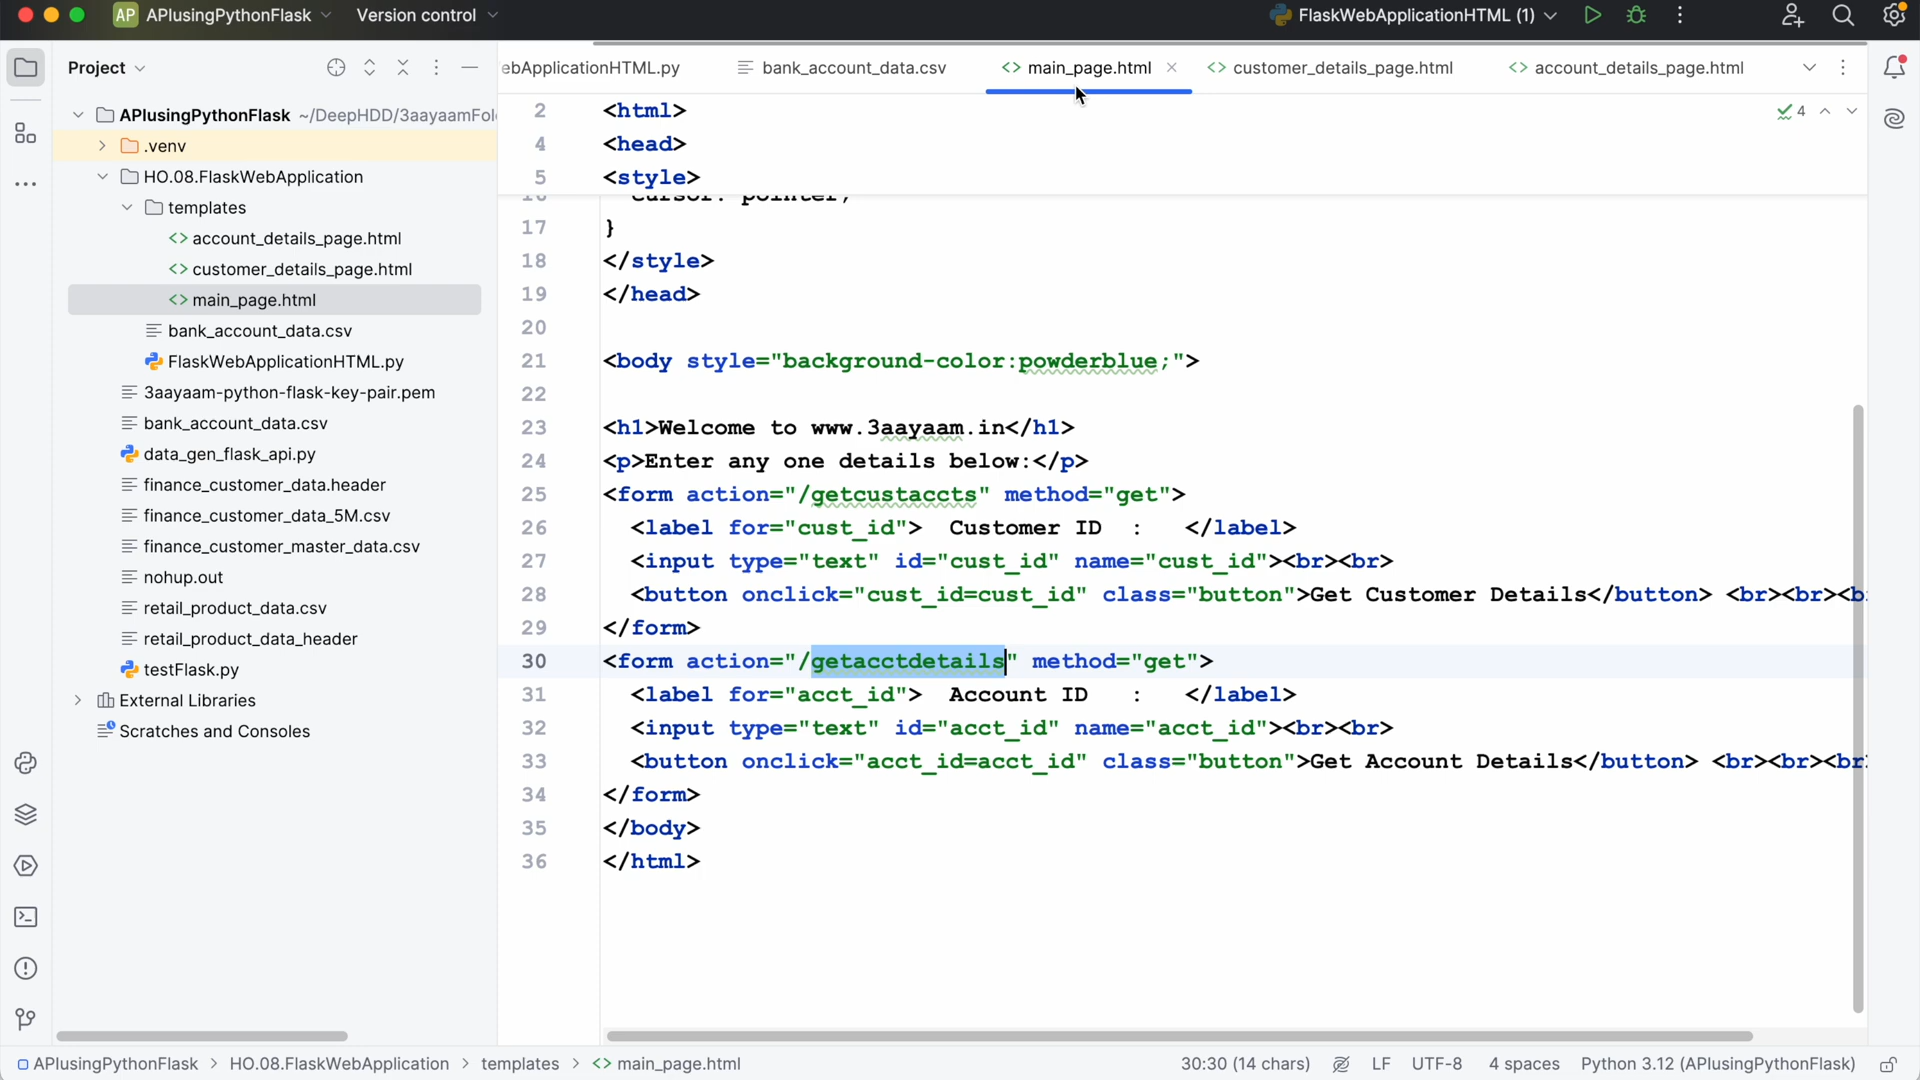 AP APIusingPythonFlask Version control FlaskWebApplicationHTML (1)
Project
ebApplicationHTML.py bank_account_data.csv main_page.html customer_details_page.html account_details_page.html
APIusingPythonFlask ~/DeepHDD/3aayaamFol
.venv
HO.08.FlaskWebApplication
templates
account_details_page.html
customer_details_page.html
main_page.html
bank_account_data.csv
FlaskWebApplicationHTML.py
3aayaam-python-flask-key-pair.pem
bank_account_data.csv
data_gen_flask_api.py
finance_customer_data.header
finance_customer_data_5M.csv
finance_customer_master_data.csv
nohup.out
retail_product_data.csv
retail_product_data_header
testFlask.py
External Libraries
Scratches and Consoles
4
2 <html>
4 <head>
5 <style>
16 cursor: pointer;
17 }
18 </style>
19 </head>
20
21 <body style="background-color:powderblue;">
22
23 <h1>Welcome to www.3aayaam.in</h1>
24 <p>Enter any one details below:</p>
25 <form action="/getcustaccts" method="get">
26 <label for="cust_id"> Customer ID : </label>
27 <input type="text" id="cust_id" name="cust_id"><br><br>
28 <button onclick="cust_id=cust_id" class="button">Get Customer Details</button> <br><br><b
29 </form>
30 <form action="/getacctdetails" method="get">
31 <label for="acct_id"> Account ID : </label>
32 <input type="text" id="acct_id" name="acct_id"><br><br>
33 <button onclick="acct_id=acct_id" class="button">Get Account Details</button> <br><br><br
34 </form>
35 </body>
36 </html>
APIusingPythonFlask > HO.08.FlaskWebApplication > templates > <> main_page.html 30:30 (14 chars) LF UTF-8 4 spaces Python 3.12 (APIusingPythonFlask)